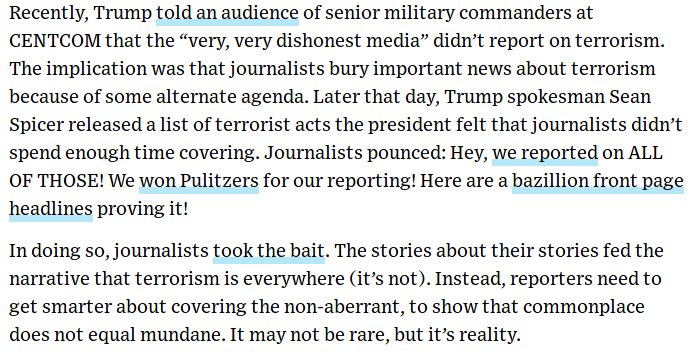 Recently, Trump told an audience of senior military commanders at
CENTCOM that the “very, very dishonest media” didn’t report on terrorism.
The implication was that journalists bury important news about terrorism
because of some alternate agenda. Later that day, Trump spokesman Sean
Spicer released a list of terrorist acts the president felt that journalists didn’t
spend enough time covering. Journalists pounced: Hey, we reported on ALL
OF THOSE! We won Pulitzers for our reporting! Here are a bazillion front page
headlines proving it!
In doing so, journalists took the bait. The stories about their stories fed the
narrative that terrorism is everywhere (it’s not). Instead, reporters need to
get smarter about covering the non-aberrant, to show that commonplace
does not equal mundane. It may not be rare, but it’s reality.